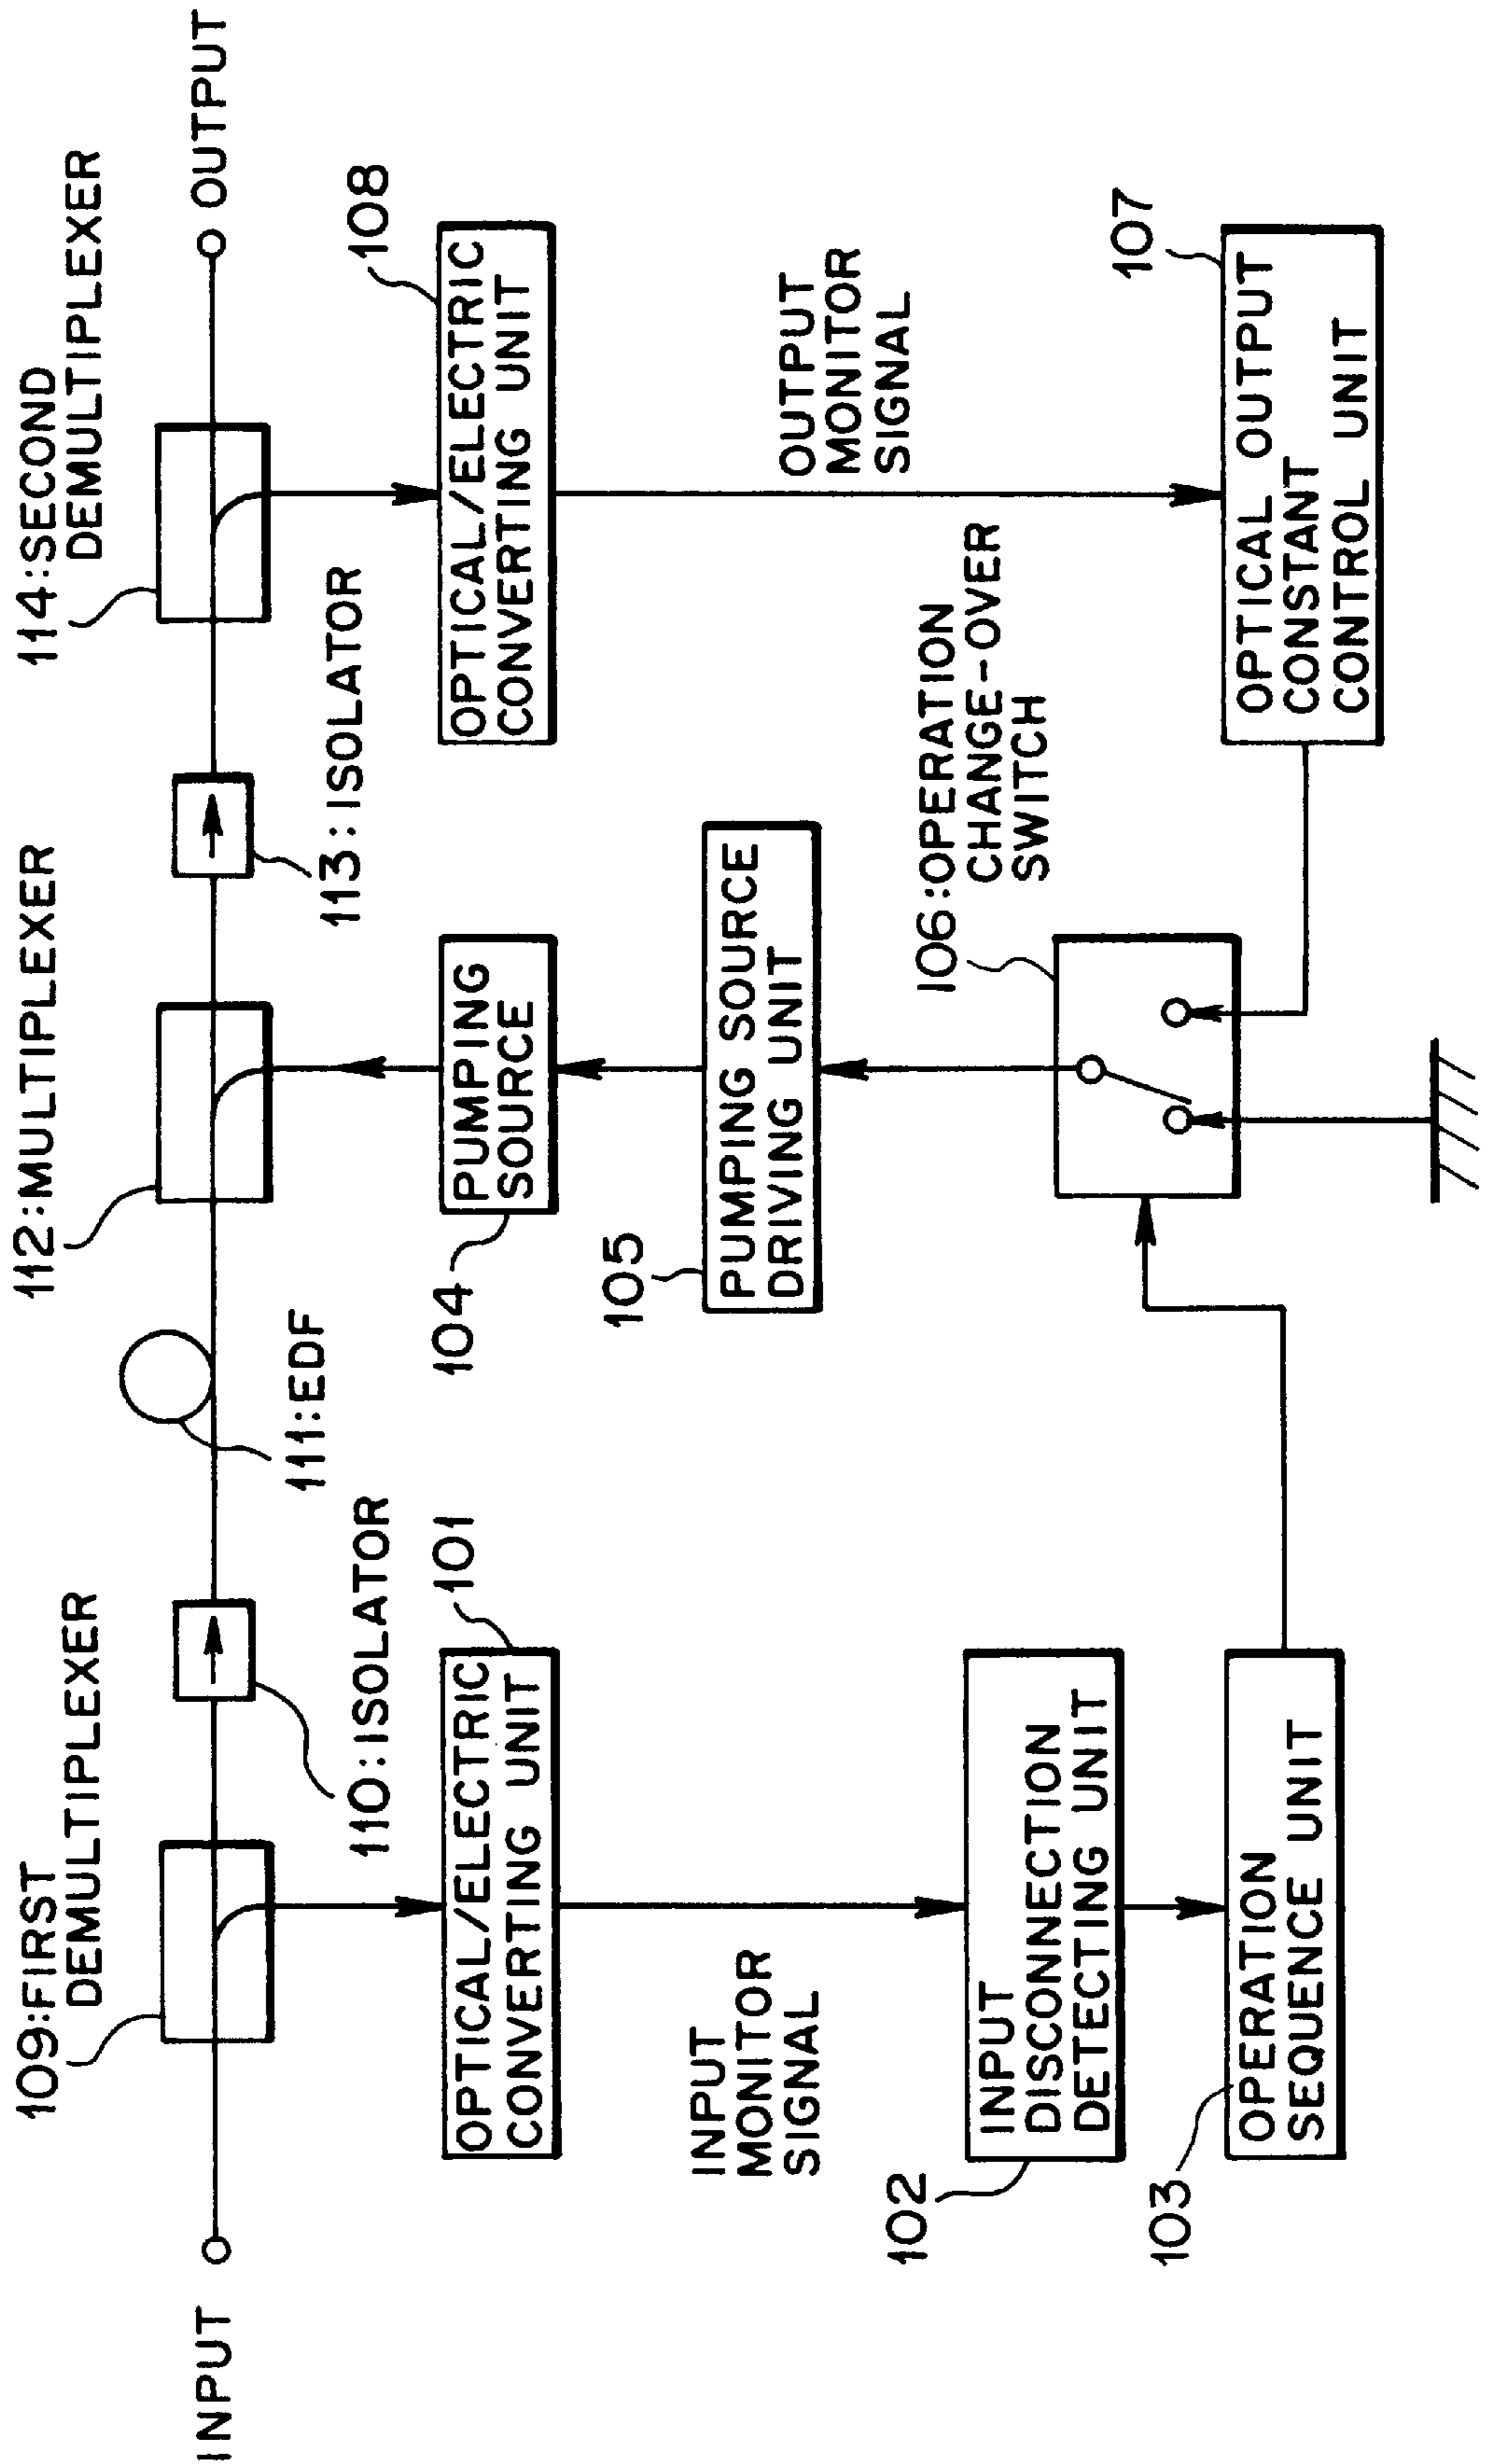 109:FIRST
DEMULTIPLEXER
112:MULTIPLEXER
114:SECOND
DEMULTIPLEXER
INPUT
OUTPUT
110:ISOLATOR
111:EDF
113:ISOLATOR
101
OPTICAL/ELECTRIC
CONVERTING UNIT
104
PUMPING
SOURCE
108
OPTICAL/ELECTRIC
CONVERTING UNIT
INPUT
MONITOR
SIGNAL
105
PUMPING SOURCE
DRIVING UNIT
OUTPUT
MONITOR
SIGNAL
102
INPUT
DISCONNECTION
DETECTING UNIT
106:OPERATION
CHANGE-OVER
SWITCH
103
OPERATION
SEQUENCE UNIT
107
OPTICAL OUTPUT
CONSTANT
CONTROL UNIT